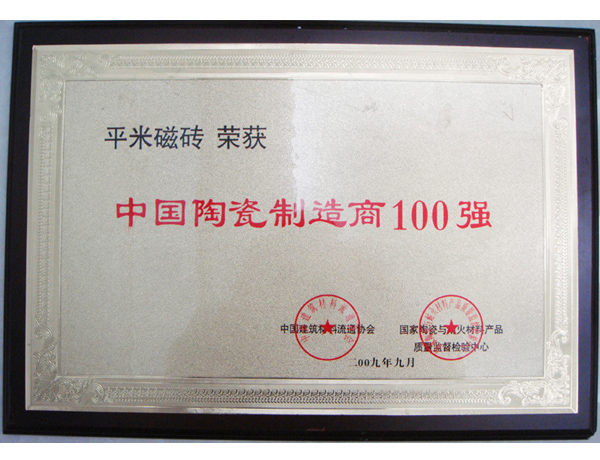 平米磁砖 荣获
中国陶瓷制造商100强
中国建筑材料流通协会
国家陶瓷与耐火材料产品
质量监督检验中心
二00九年九月